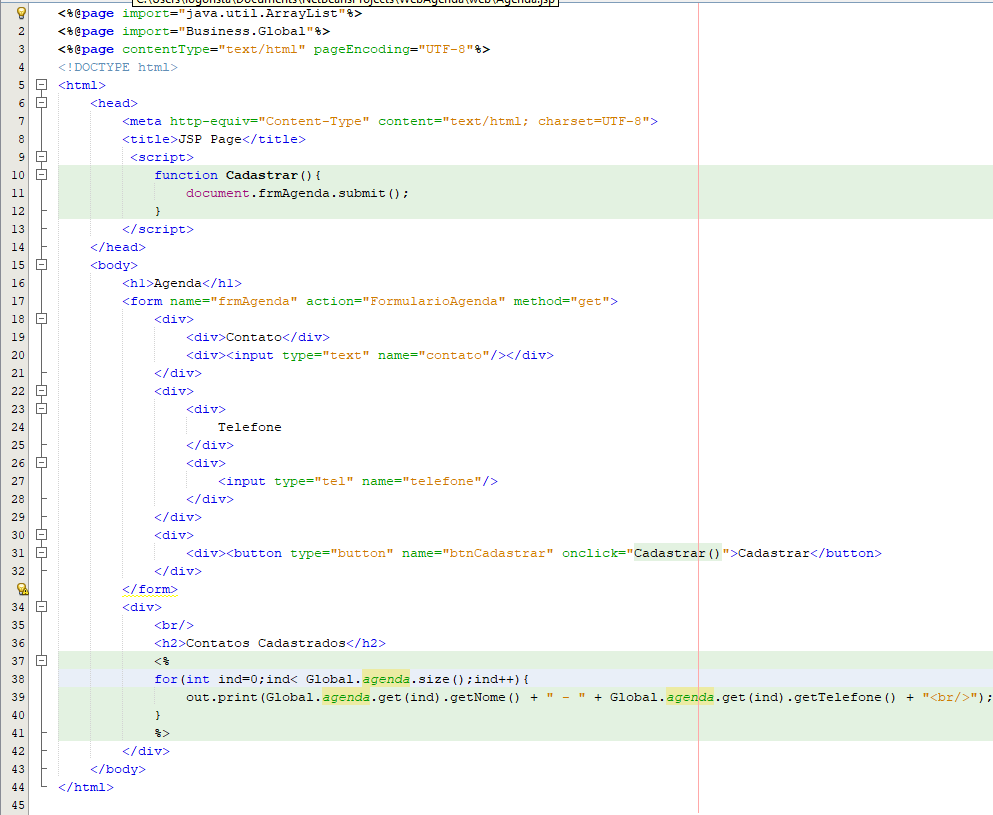 C:\Users\logonsta\Documents\NetBeansProjects\WebAgenda\web\Agenda.jsp
<%@page import="java.util.ArrayList"%>
2 <%@page import="Business.Global"%>
3 <%@page contentType="text/html" pageEncoding="UTF-8"%>
4 <!DOCTYPE html>
5 <html>
6 <head>
7 <meta http-equiv="Content-Type" content="text/html; charset=UTF-8">
8 <title>JSP Page</title>
9 <script>
10 function Cadastrar(){
11 document.frmAgenda.submit();
12 }
13 </script>
14 </head>
15 <body>
16 <h1>Agenda</h1>
17 <form name="frmAgenda" action="FormularioAgenda" method="get">
18 <div>
19 <div>Contato</div>
20 <div><input type="text" name="contato"/></div>
21 </div>
22 <div>
23 <div>
24 Telefone
25 </div>
26 <div>
27 <input type="tel" name="telefone"/>
28 </div>
29 </div>
30 <div>
31 <div><button type="button" name="btnCadastrar" onclick="Cadastrar()">Cadastrar</button>
32 </div>
</form>
34 <div>
35 <br/>
36 <h2>Contatos Cadastrados</h2>
37 <%
38 for(int ind=0;ind< Global.agenda.size();ind++){
39 out.print(Global.agenda.get(ind).getNome() + " - " + Global.agenda.get(ind).getTelefone() + "<br/>");
40 }
41 %>
42 </div>
43 </body>
44 </html>
45